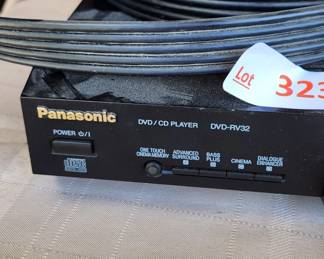 Lot
323
Panasonic
DVD / CD PLAYER DVD-RV32
POWER ⏻/I
ONE TOUCH
CINEMA MEMORY
ADVANCED
SURROUND
BASS
PLUS
CINEMA
DIALOGUE
ENHANCER
disc